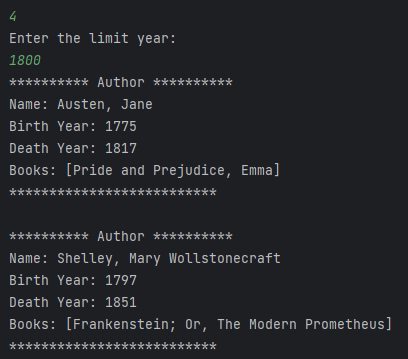 4
Enter the limit year:
1800
********** Author **********
Name: Austen, Jane
Birth Year: 1775
Death Year: 1817
Books: [Pride and Prejudice, Emma]
**************************
********** Author **********
Name: Shelley, Mary Wollstonecraft
Birth Year: 1797
Death Year: 1851
Books: [Frankenstein; Or, The Modern Prometheus]
**************************